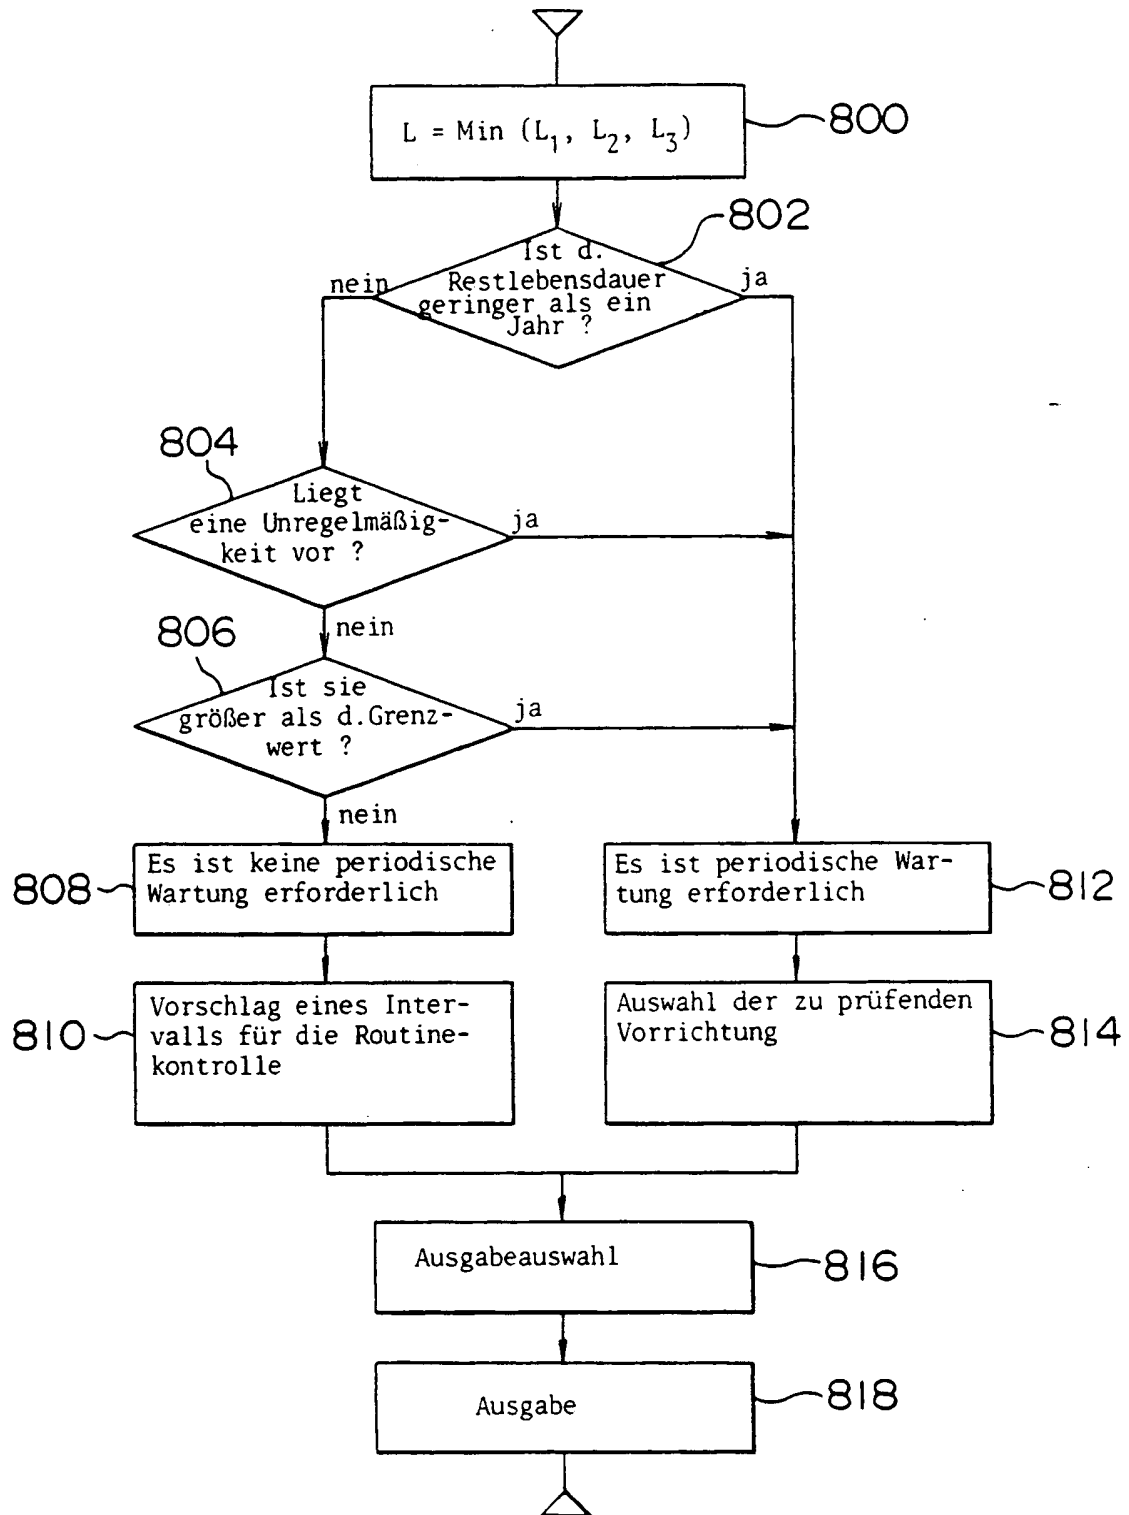 L = Min (L1, L2, L3)
800
802
Ist d.
Restlebensdauer
geringer als ein
Jahr ?
nein
ja
804
Liegt
eine Unregelmäßig-
keit vor ?
ja
nein
806
Ist sie
größer als d.Grenz-
wert ?
ja
nein
808
Es ist keine periodische
Wartung erforderlich
Es ist periodische War-
tung erforderlich
812
810
Vorschlag eines Inter-
valls für die Routine-
kontrolle
Auswahl der zu prüfenden
Vorrichtung
814
Ausgabeauswahl
816
Ausgabe
818